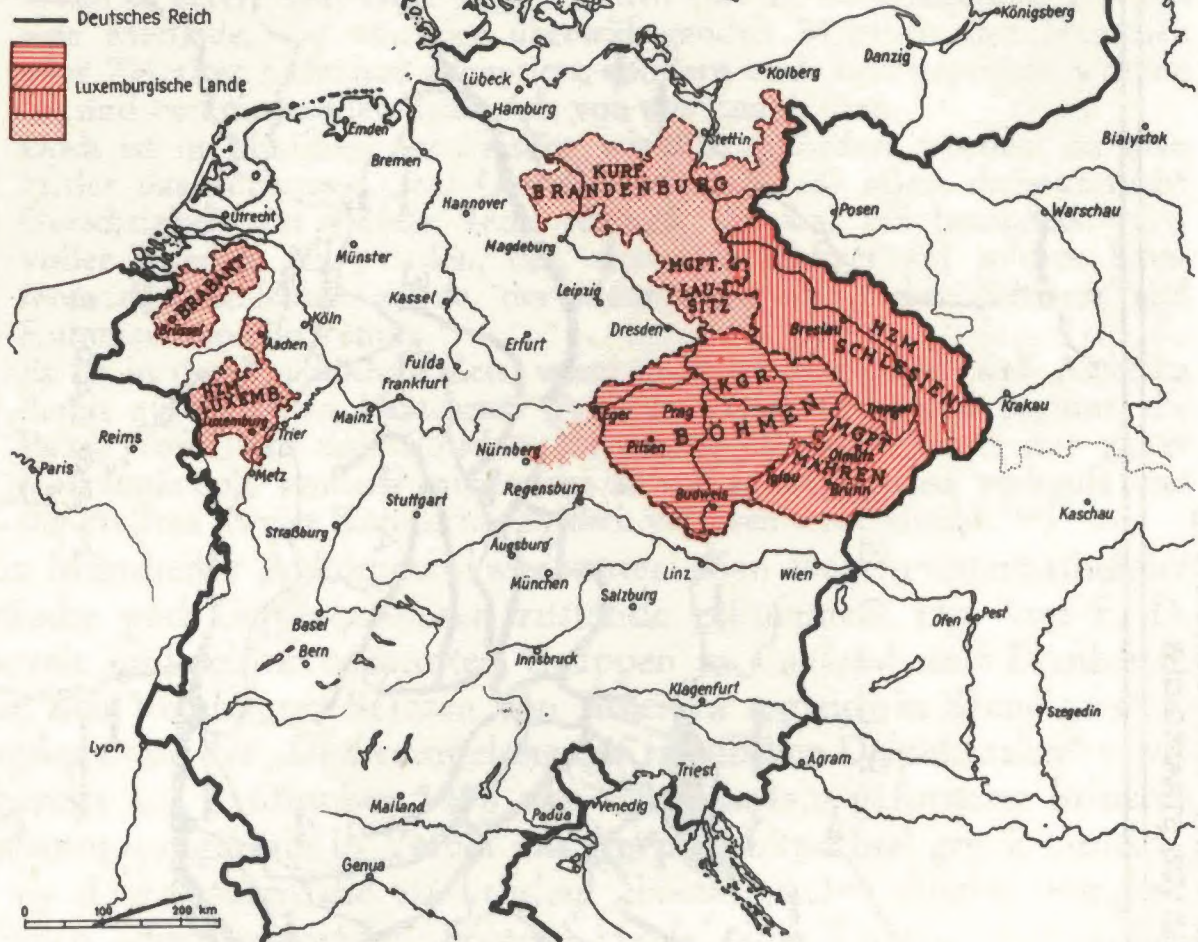 Deutsches Reich
Luxemburgische Lande
Königsberg
Danzig
Kolberg
Lübeck
Hamburg
Stettin
Bialystok
Emden
Bremen
KURF.
BRANDENBURG
Hannover
Utrecht
Posen
Warschau
Magdeburg
Münster
BRABANT
Brüssel
MGFT.
LAU-
SITZ
Leipzig
Kassel
Köln
Dresden
Breslau
HZM
SCHLESIEN
Aachen
Erfurt
Fulda
Frankfurt
HZM.
LUXEMB.
Luxemburg
Trier
Mainz
KGR.
BÖHMEN
Eger
Prag
Pilsen
Troppau
Krakau
MGFT
MÄHREN
Olmütz
Iglau
Brünn
Reims
Paris
Metz
Nürnberg
Regensburg
Budweis
Stuttgart
Straßburg
Kaschau
Augsburg
München
Linz
Wien
Salzburg
Basel
Bern
Ofen
Pest
Innsbruck
Klagenfurt
Szegedin
Lyon
Agram
Triest
Mailand
Padua
Venedig
Genua
0 100 200 km